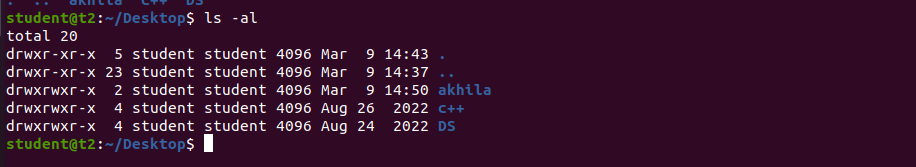 .  ..  akhila  c++  DS
student@t2:~/Desktop$ ls -al
total 20
drwxr-xr-x  5 student student 4096 Mar  9 14:43 .
drwxr-xr-x 23 student student 4096 Mar  9 14:37 ..
drwxrwxr-x  2 student student 4096 Mar  9 14:50 akhila
drwxrwxr-x  4 student student 4096 Aug 26  2022 c++
drwxrwxr-x  4 student student 4096 Aug 24  2022 DS
student@t2:~/Desktop$